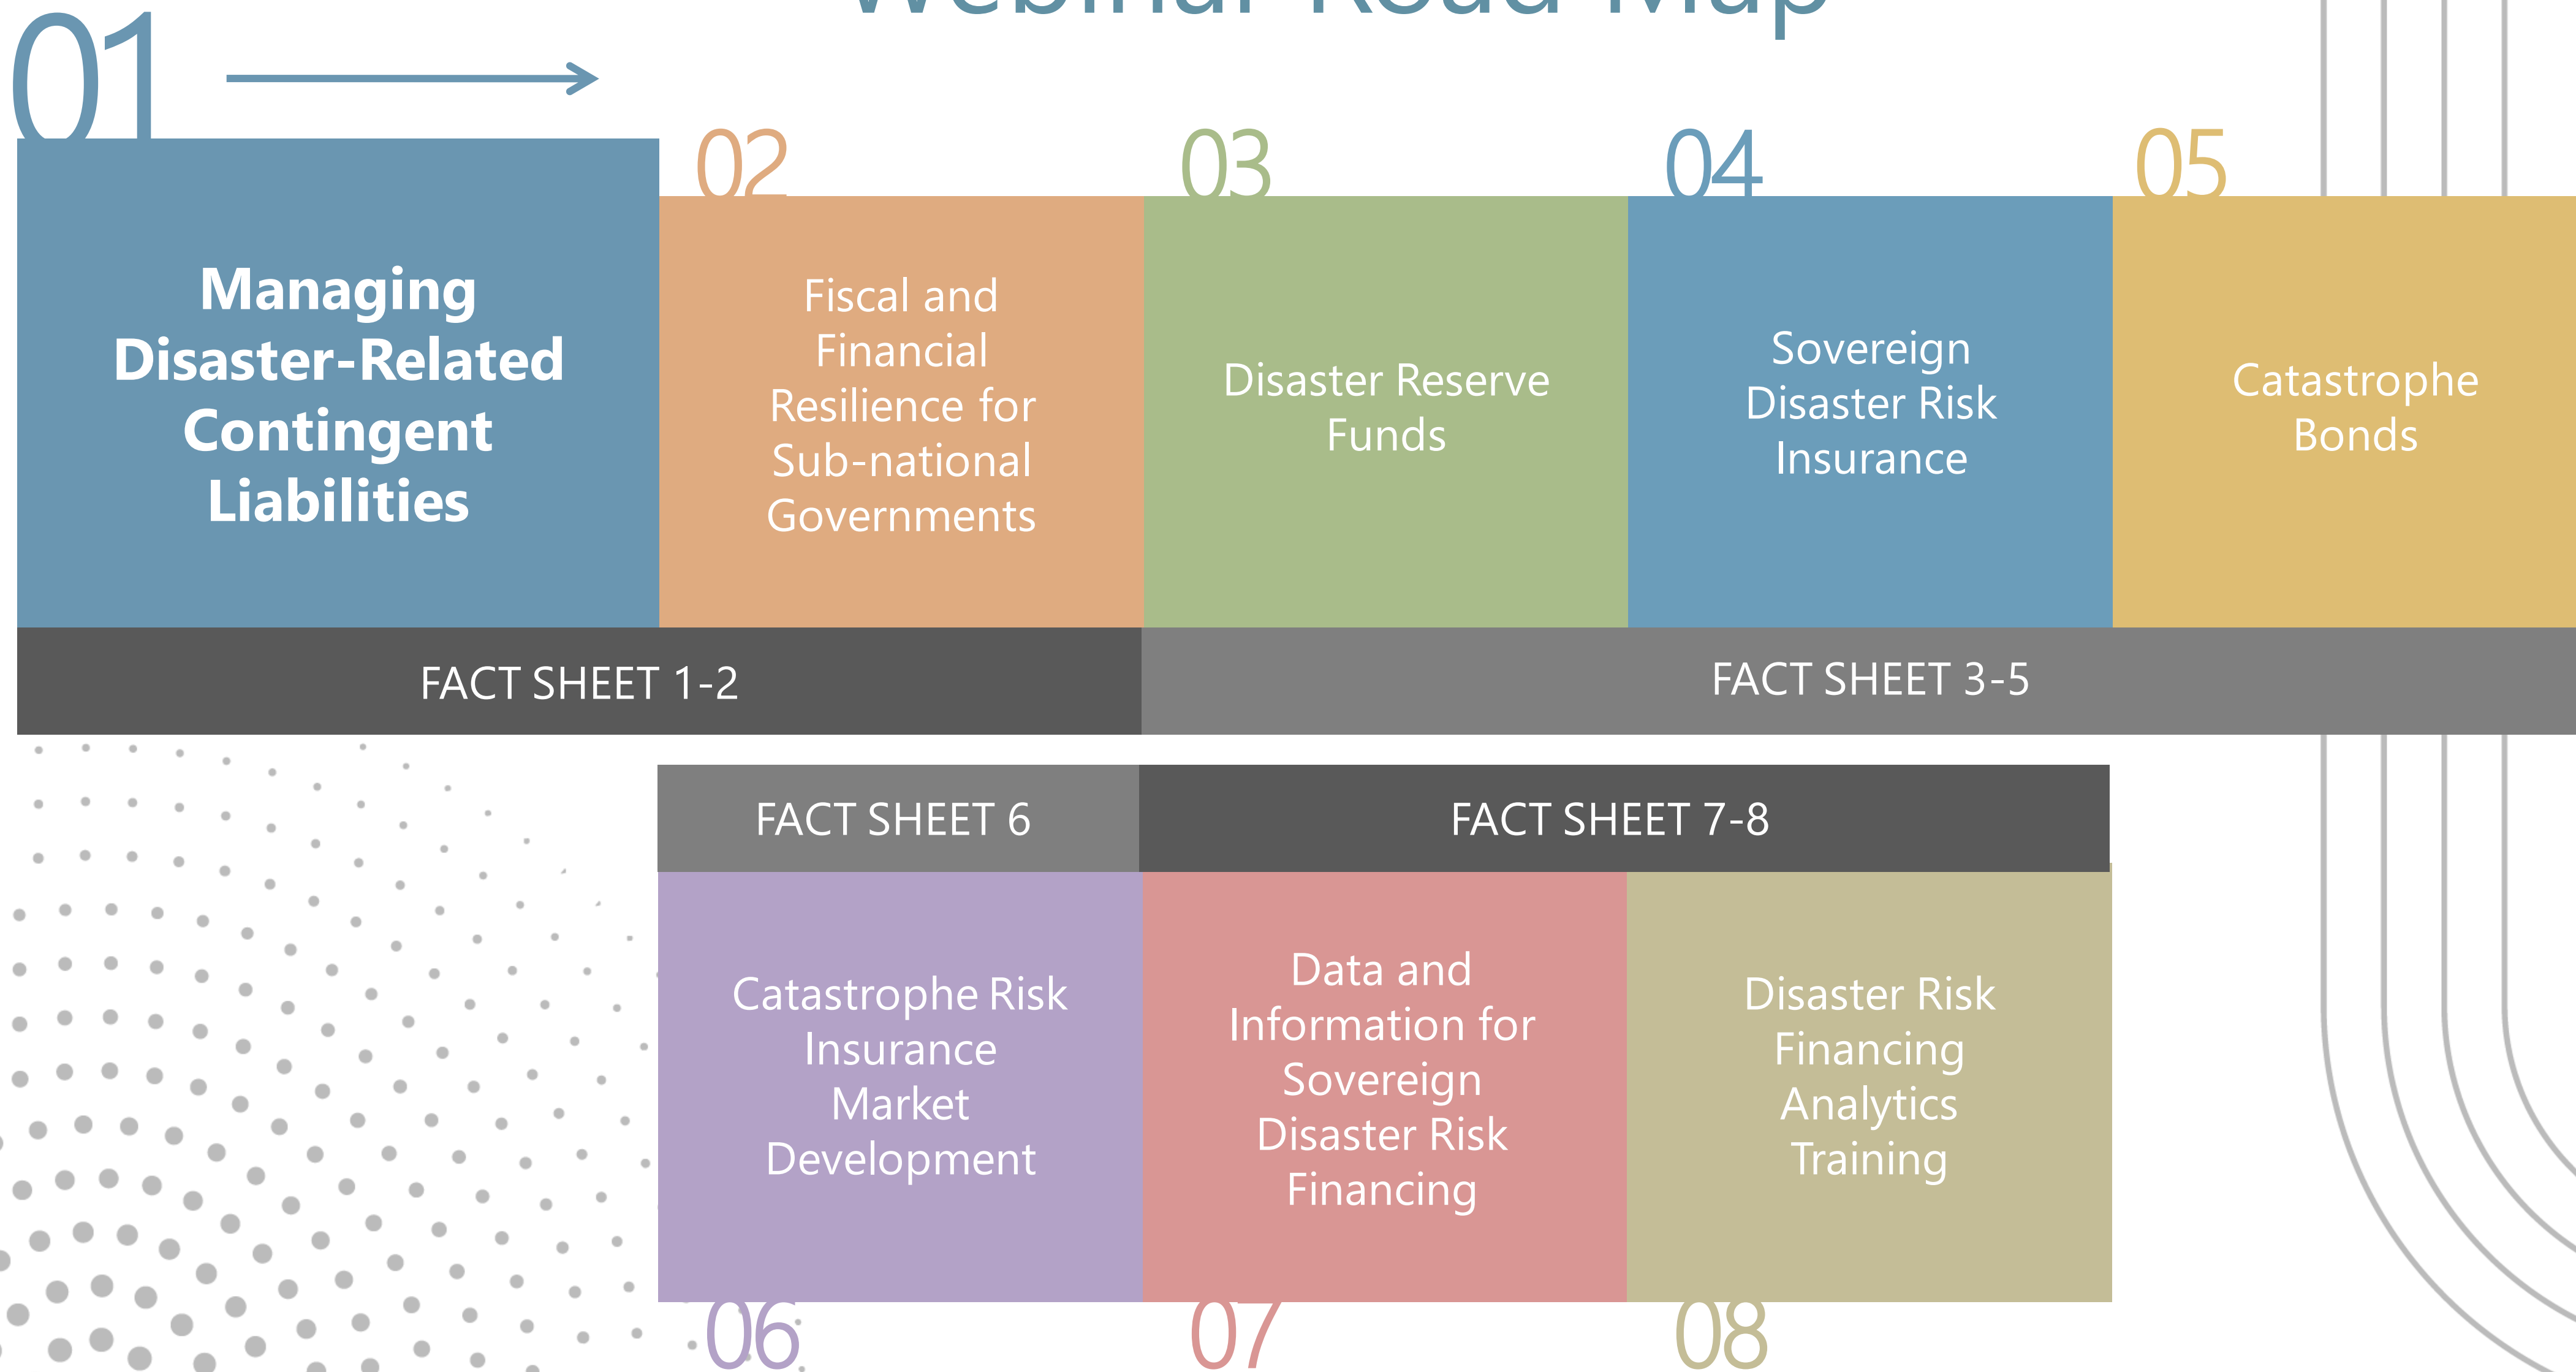 Webinar Road Map
01
02
03
04
05
Managing
Disaster-Related
Contingent
Liabilities
Fiscal and
Financial
Resilience for
Sub-national
Governments
Disaster Reserve
Funds
Sovereign
Disaster Risk
Insurance
Catastrophe
Bonds
FACT SHEET 1-2
FACT SHEET 3-5
FACT SHEET 6
FACT SHEET 7-8
Catastrophe Risk
Insurance
Market
Development
Data and
Information for
Sovereign
Disaster Risk
Financing
Disaster Risk
Financing
Analytics
Training
06
07
08